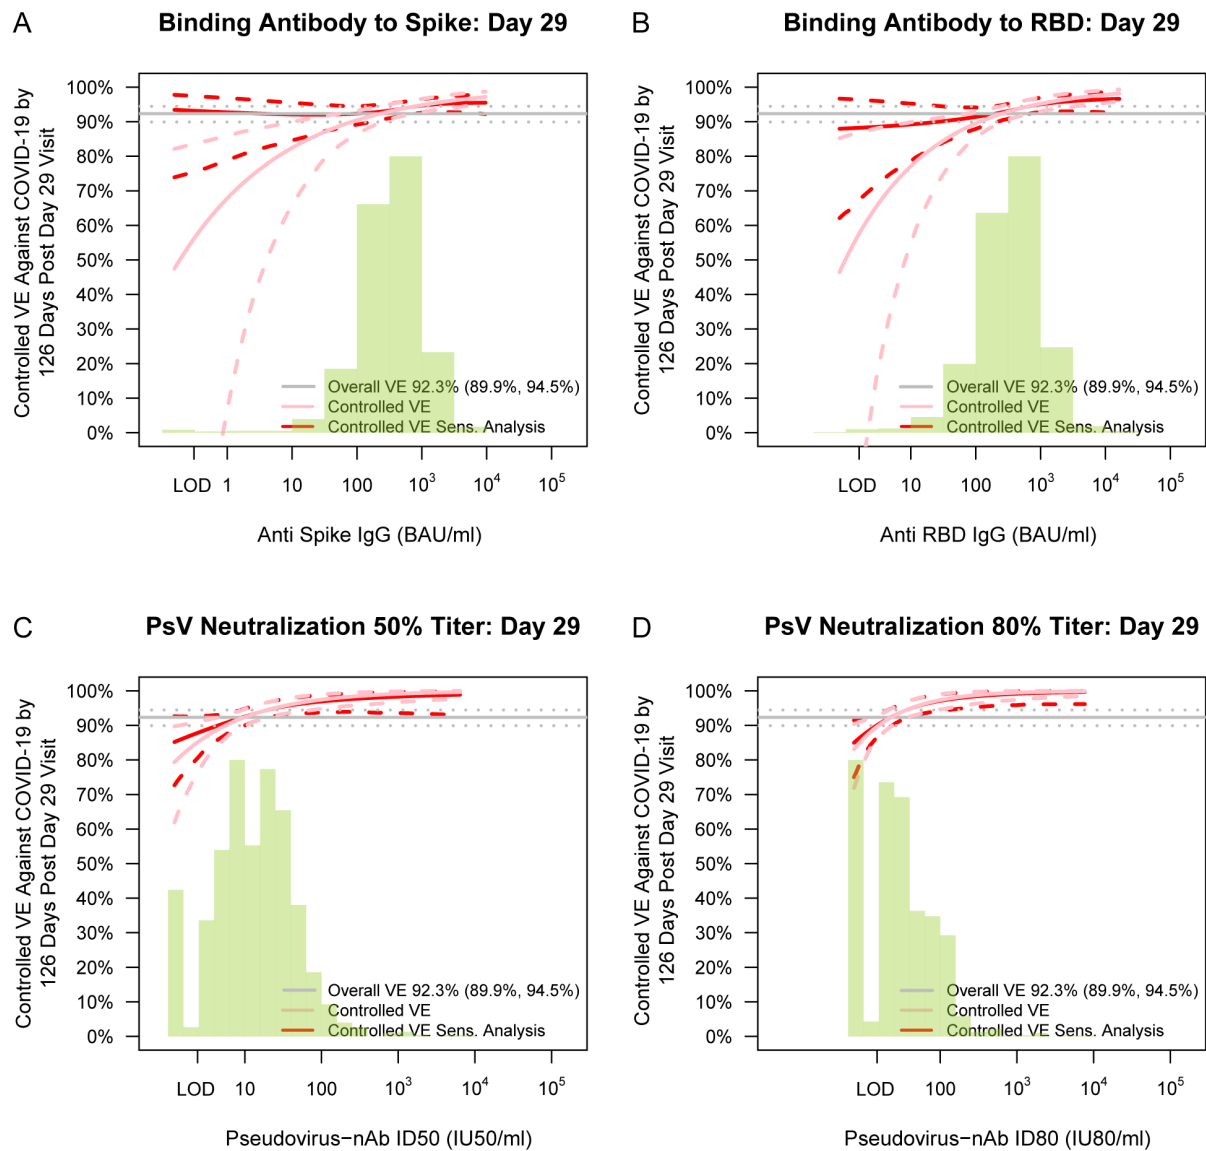 A
Binding Antibody to Spike: Day 29
Controlled VE Against COVID-19 by
126 Days Post Day 29 Visit
100%
90%
80%
70%
60%
50%
40%
30%
20%
10%
0%
Overall VE 92.3% (89.9%, 94.5%)
Controlled VE
Controlled VE Sens. Analysis
LOD 1 10 100 10³ 10⁴ 10⁵
Anti Spike IgG (BAU/ml)
B
Binding Antibody to RBD: Day 29
Controlled VE Against COVID-19 by
126 Days Post Day 29 Visit
100%
90%
80%
70%
60%
50%
40%
30%
20%
10%
0%
Overall VE 92.3% (89.9%, 94.5%)
Controlled VE
Controlled VE Sens. Analysis
LOD 10 100 10³ 10⁴ 10⁵
Anti RBD IgG (BAU/ml)
C
PsV Neutralization 50% Titer: Day 29
Controlled VE Against COVID-19 by
126 Days Post Day 29 Visit
100%
90%
80%
70%
60%
50%
40%
30%
20%
10%
0%
Overall VE 92.3% (89.9%, 94.5%)
Controlled VE
Controlled VE Sens. Analysis
LOD 10 100 10³ 10⁴ 10⁵
Pseudovirus−nAb ID50 (IU50/ml)
D
PsV Neutralization 80% Titer: Day 29
Controlled VE Against COVID-19 by
126 Days Post Day 29 Visit
100%
90%
80%
70%
60%
50%
40%
30%
20%
10%
0%
Overall VE 92.3% (89.9%, 94.5%)
Controlled VE
Controlled VE Sens. Analysis
LOD 100 10³ 10⁴ 10⁵
Pseudovirus−nAb ID80 (IU80/ml)